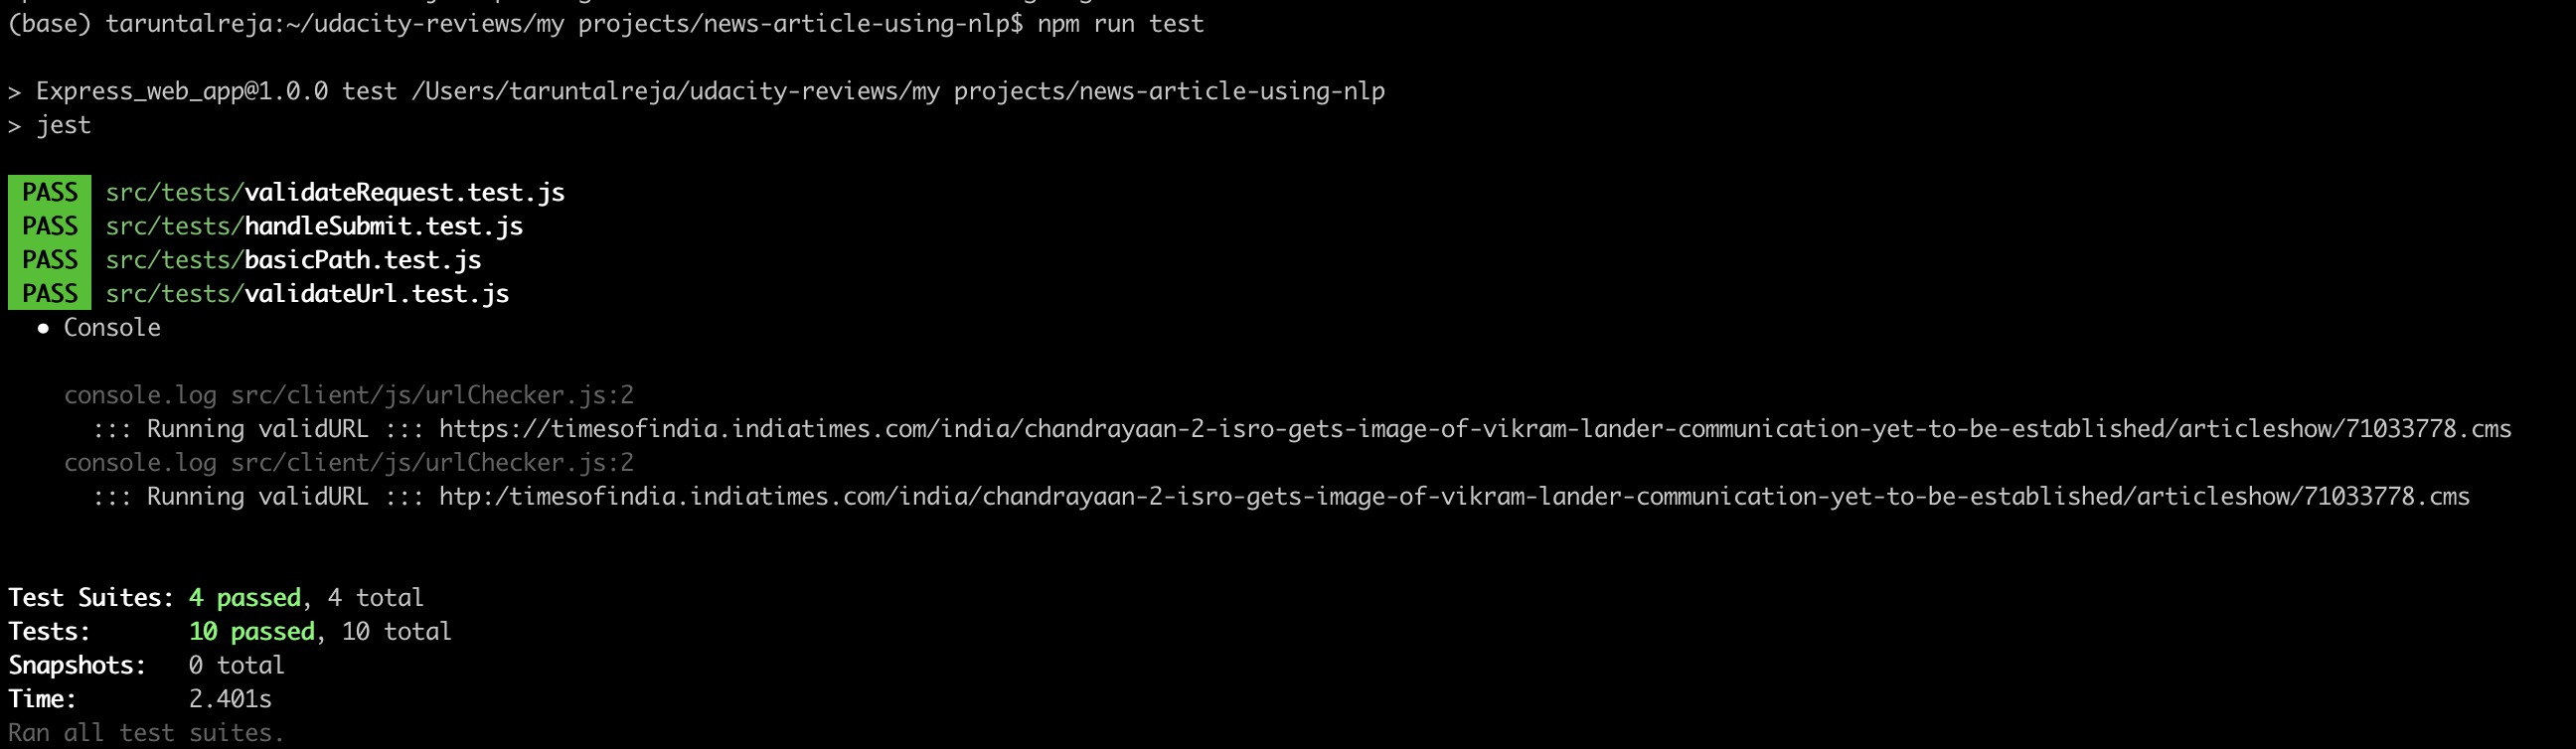 (base) taruntalreja:~/udacity-reviews/my projects/news-article-using-nlp$ npm run test
> Express_web_app@1.0.0 test /Users/taruntalreja/udacity-reviews/my projects/news-article-using-nlp
> jest
PASS src/tests/validateRequest.test.js
PASS src/tests/handleSubmit.test.js
PASS src/tests/basicPath.test.js
PASS src/tests/validateUrl.test.js
● Console
console.log src/client/js/urlChecker.js:2
::: Running validURL ::: https://timesofindia.indiatimes.com/india/chandrayaan-2-isro-gets-image-of-vikram-lander-communication-yet-to-be-established/articleshow/71033778.cms
console.log src/client/js/urlChecker.js:2
::: Running validURL ::: htp:/timesofindia.indiatimes.com/india/chandrayaan-2-isro-gets-image-of-vikram-lander-communication-yet-to-be-established/articleshow/71033778.cms
Test Suites: 4 passed, 4 total
Tests: 10 passed, 10 total
Snapshots: 0 total
Time: 2.401s
Ran all test suites.